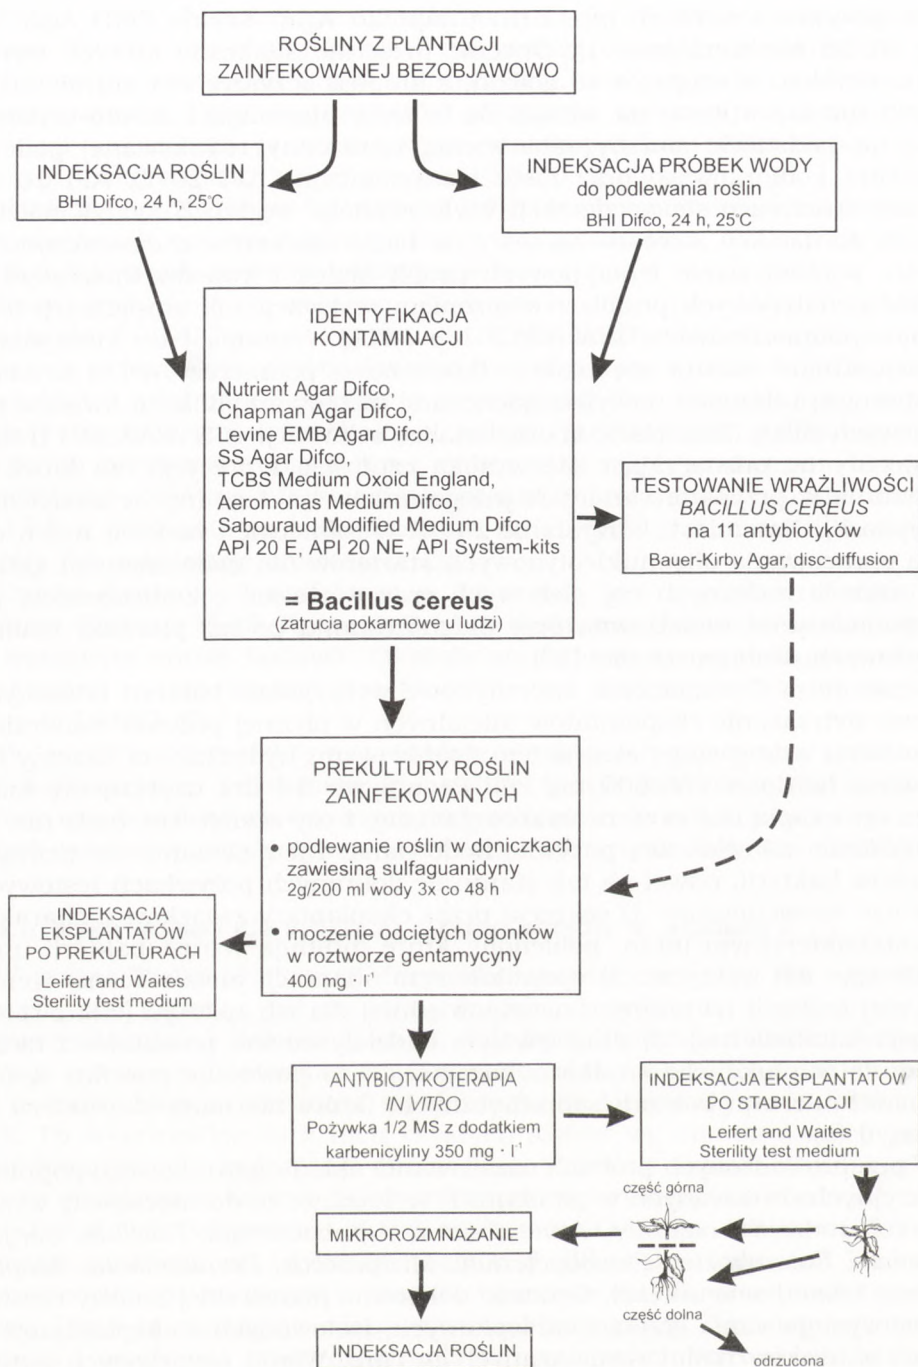 ROŚLINY Z PLANTACJI
ZAINFEKOWANEJ BEZOBJAWOWO
INDEKSACJA ROŚLIN
BHI Difco, 24 h, 25°C
INDEKSACJA PRÓBEK WODY
do podlewania roślin
BHI Difco, 24 h, 25°C
IDENTYFIKACJA
KONTAMINACJI
Nutrient Agar Difco,
Chapman Agar Difco,
Levine EMB Agar Difco,
SS Agar Difco,
TCBS Medium Oxoid England,
Aeromonas Medium Difco,
Sabouraud Modified Medium Difco
API 20 E, API 20 NE, API System-kits
= Bacillus cereus
(zatrucia pokarmowe u ludzi)
TESTOWANIE WRAŻLIWOŚCI
BACILLUS CEREUS
na 11 antybiotyków
Bauer-Kirby Agar, disc-diffusion
PREKULTURY ROŚLIN
ZAINFEKOWANYCH
• podlewanie roślin w doniczkach
zawiesiną sulfaguanidyny
2g/200 ml wody 3x co 48 h
• moczenie odciętych ogonków
w roztworze gentamycyny
400 mg · l⁻¹
INDEKSACJA
EKSPLANTATÓW
PO PREKULTURACH
Leifert and Waites
Sterility test medium
ANTYBIOTYKOTERAPIA
IN VITRO
Pożywka 1/2 MS z dodatkiem
karbenicyliny 350 mg · l⁻
INDEKSACJA EKSPLANTATÓW
PO STABILIZACJI
Leifert and Waites
Sterility test medium
część górna
MIKROROZMNAŻANIE
część dolna
odrzucona
INDEKSACJA ROŚLIN